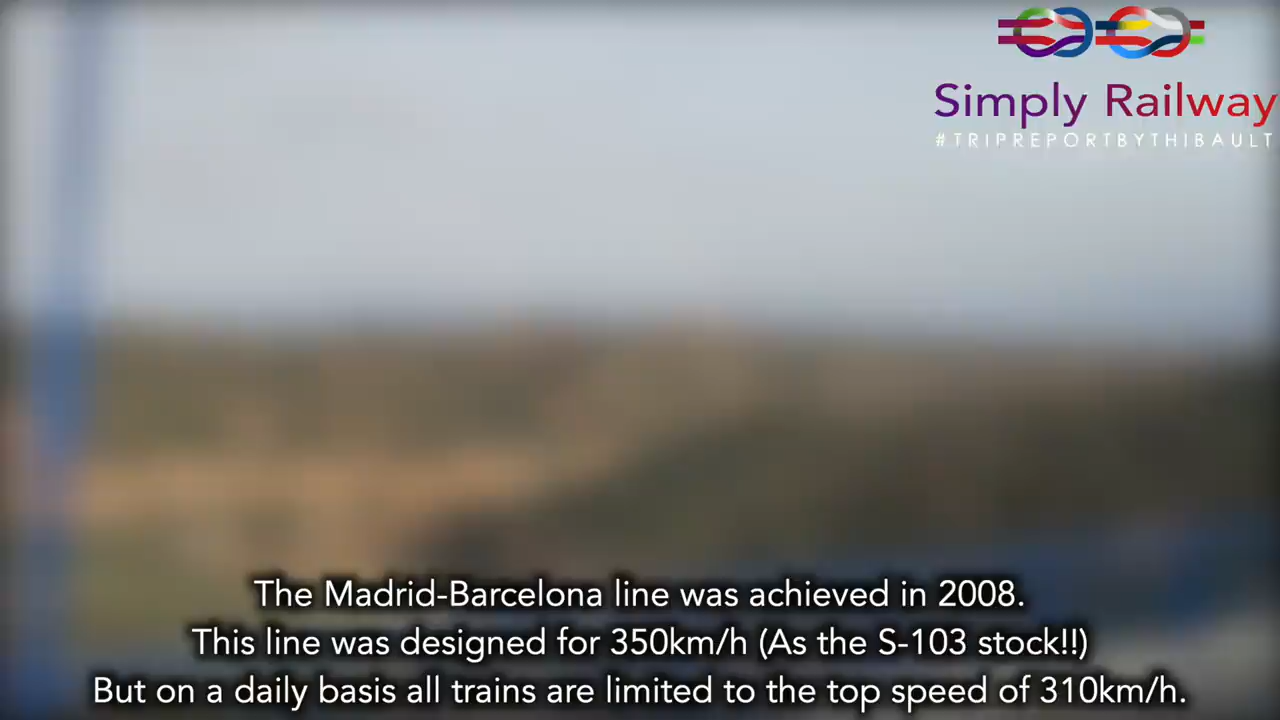 Simply Railway
#TRIPREPORTBYTHIBAULT
The Madrid-Barcelona line was achieved in 2008.
This line was designed for 350km/h (As the S-103 stock!!)
But on a daily basis all trains are limited to the top speed of 310km/h.